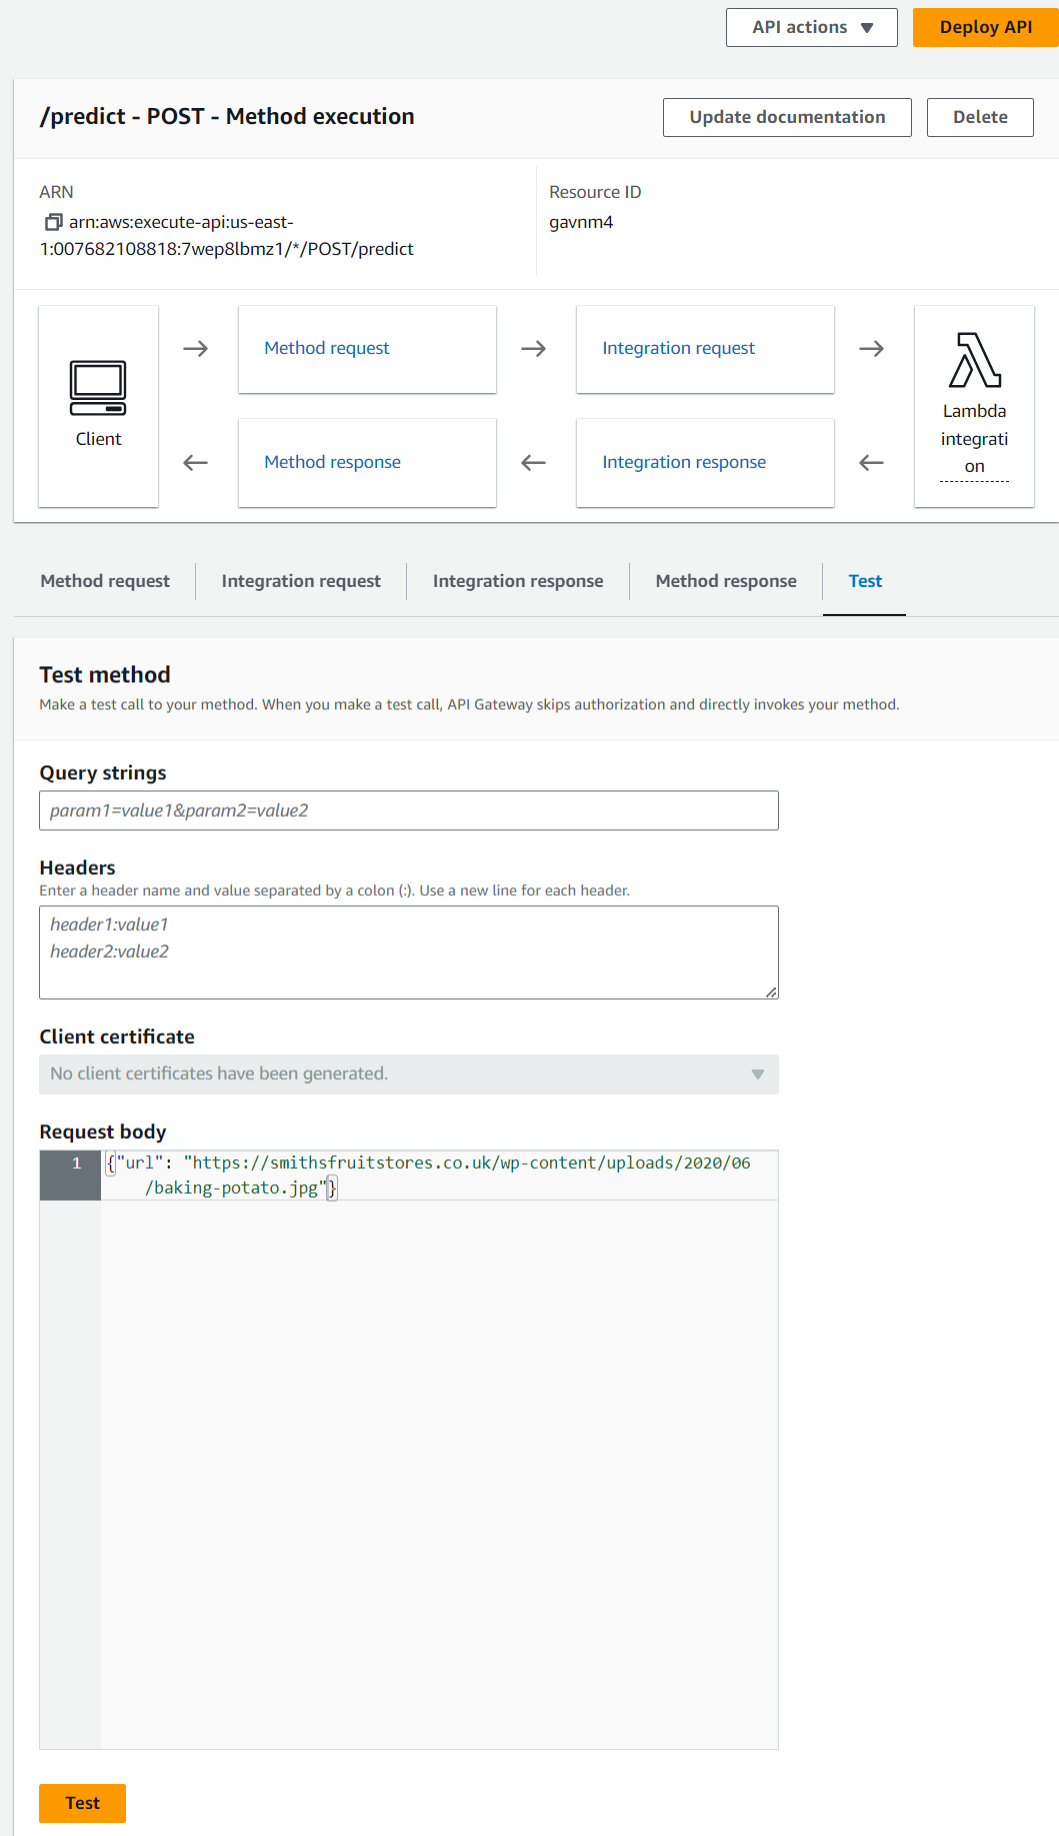 API actions
Deploy API
/predict - POST - Method execution
Update documentation
Delete
ARN
arn:aws:execute-api:us-east-
1:007682108818:7wep8lbmz1/*/POST/predict
Resource ID
gavnm4
Client
Method request
Integration request
Method response
Integration response
Lambda
integrati
on
Method request
Integration request
Integration response
Method response
Test
Test method
Make a test call to your method. When you make a test call, API Gateway skips authorization and directly invokes your method.
Query strings
param1=value1&param2=value2
Headers
Enter a header name and value separated by a colon (:). Use a new line for each header.
header1:value1
header2:value2
Client certificate
No client certificates have been generated.
Request body
1
{"url": "https://smithsfruitstores.co.uk/wp-content/uploads/2020/06
/baking-potato.jpg"}
Test